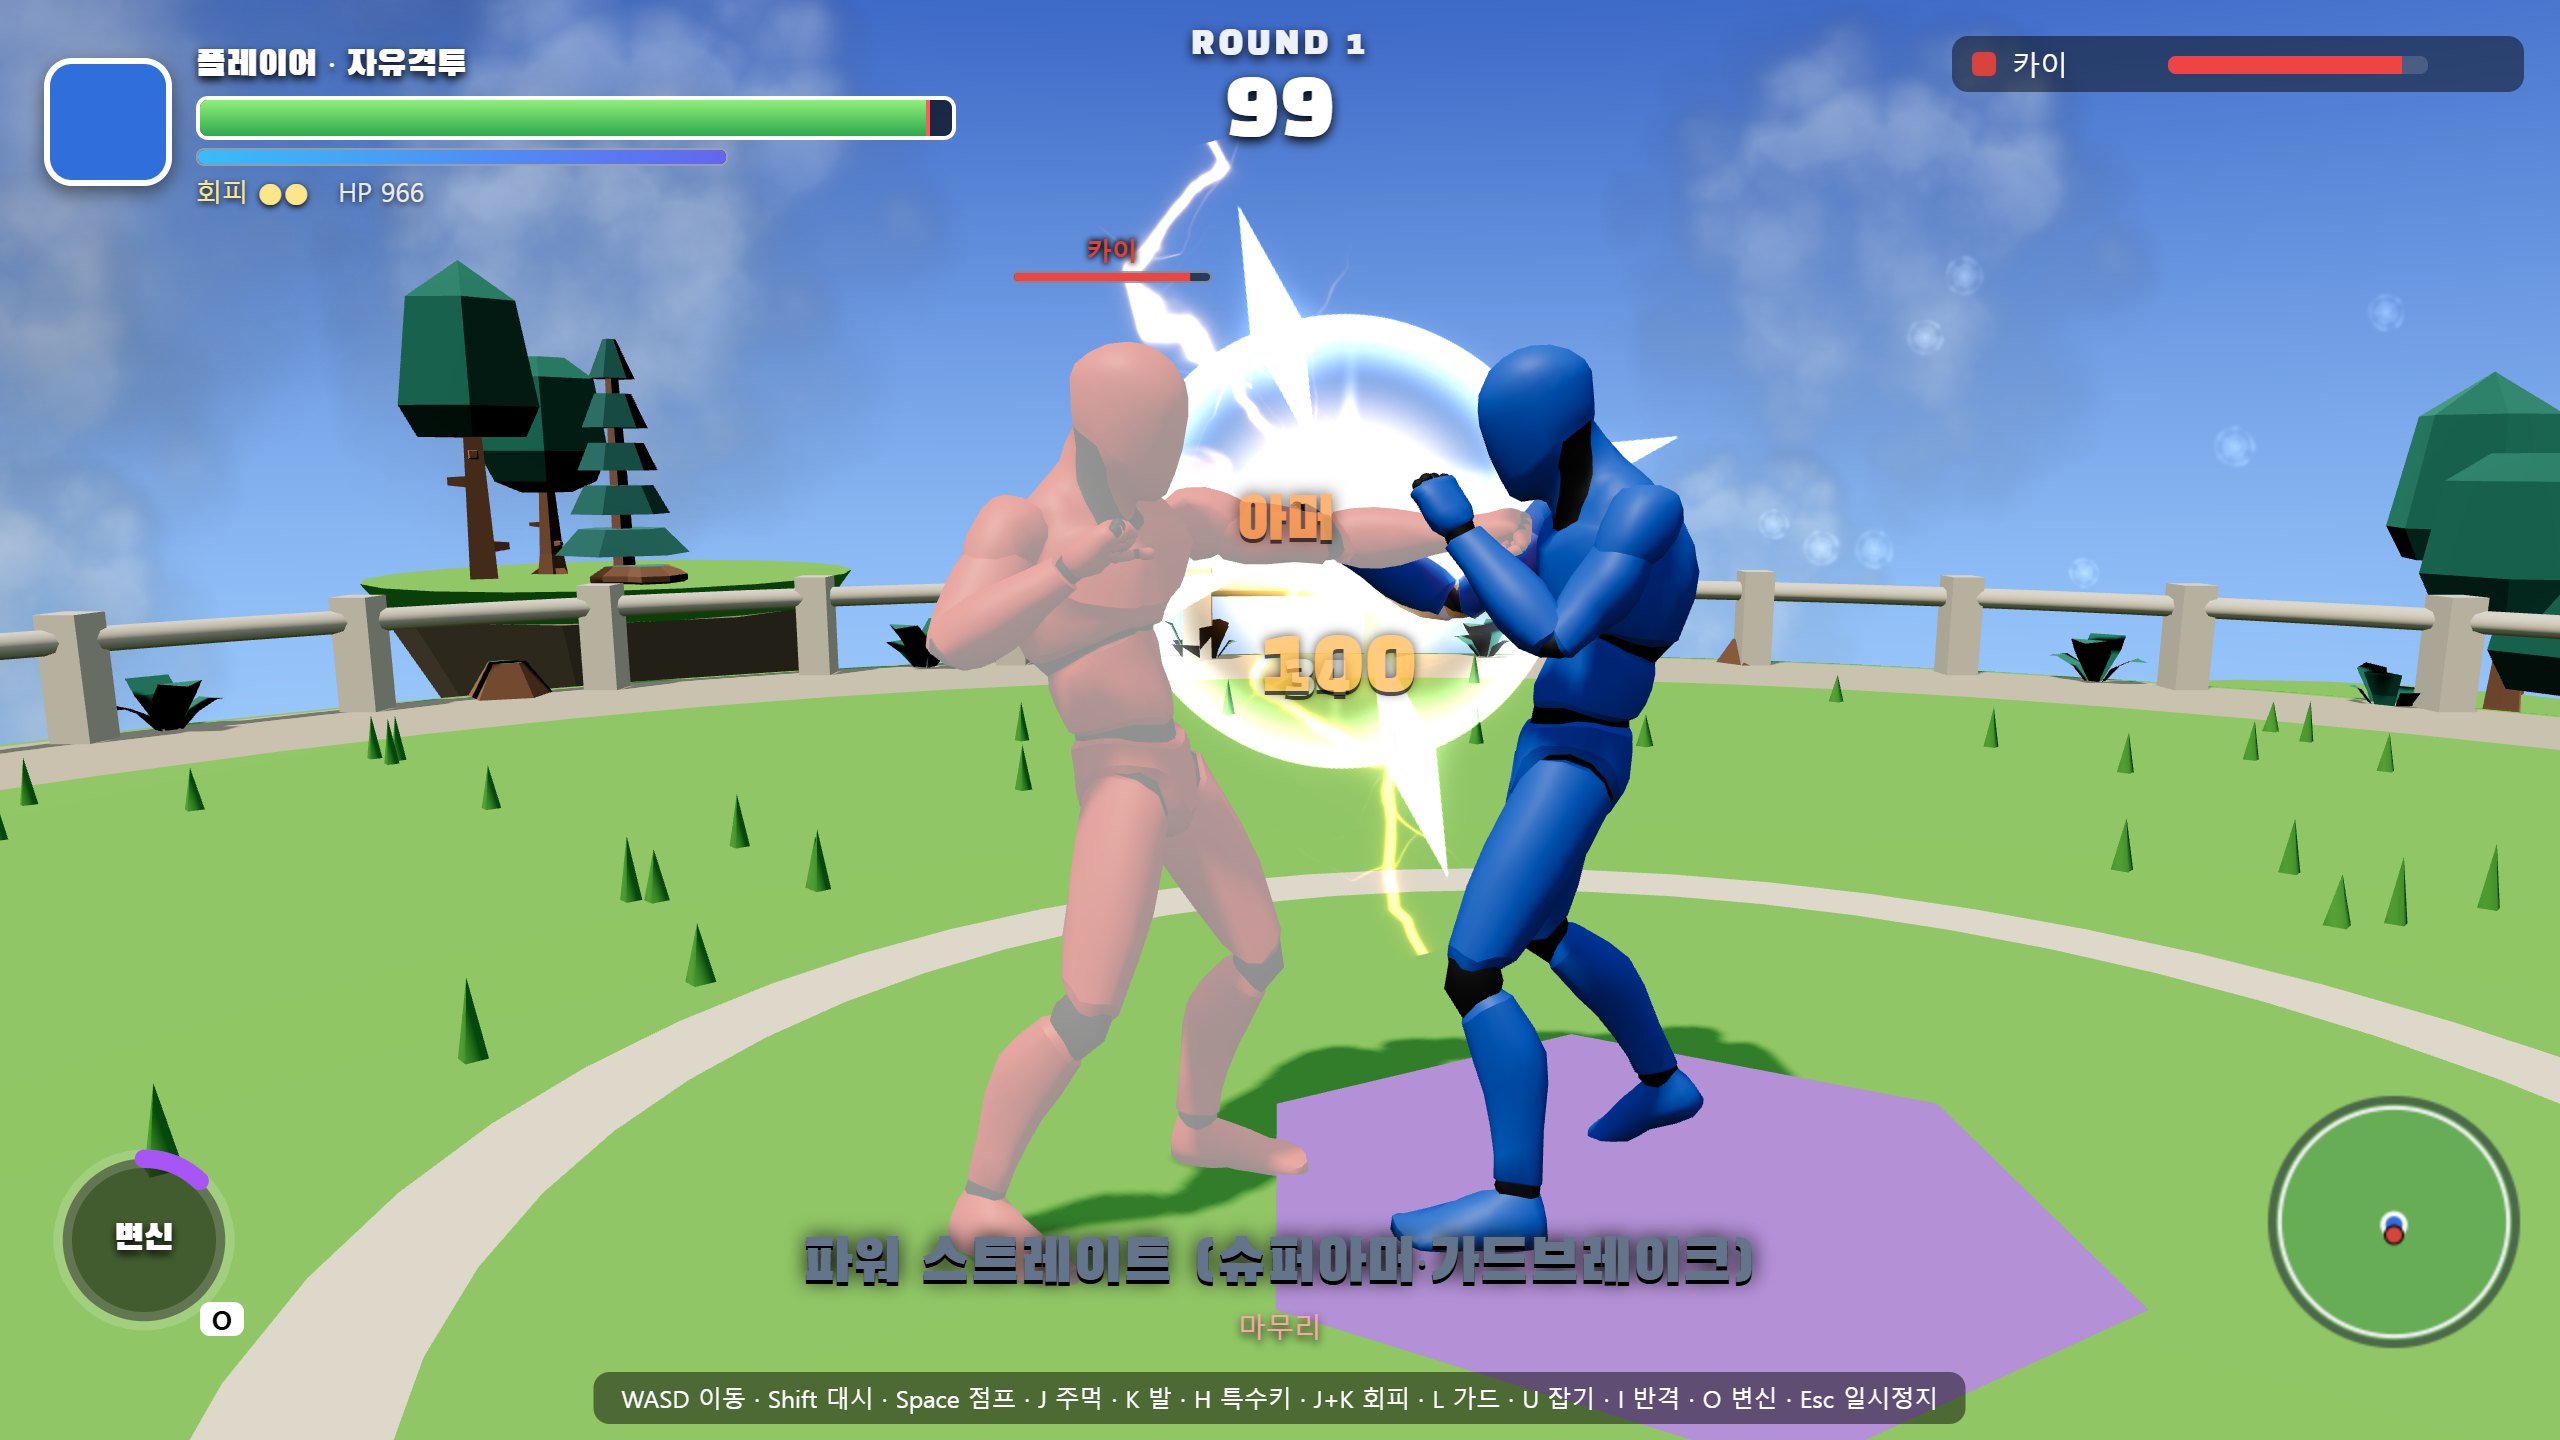 플레이어 · 자유격투
회피
HP 966
ROUND 1
99
카이
카이
아머
100
변신
O
파워 스트레이트 (슈퍼아머·가드브레이크)
마무리
WASD 이동 · Shift 대시 · Space 점프 · J 주먹 · K 발 · H 특수키 · J+K 회피 · L 가드 · U 잡기 · I 반격 · O 변신 · Esc 일시정지